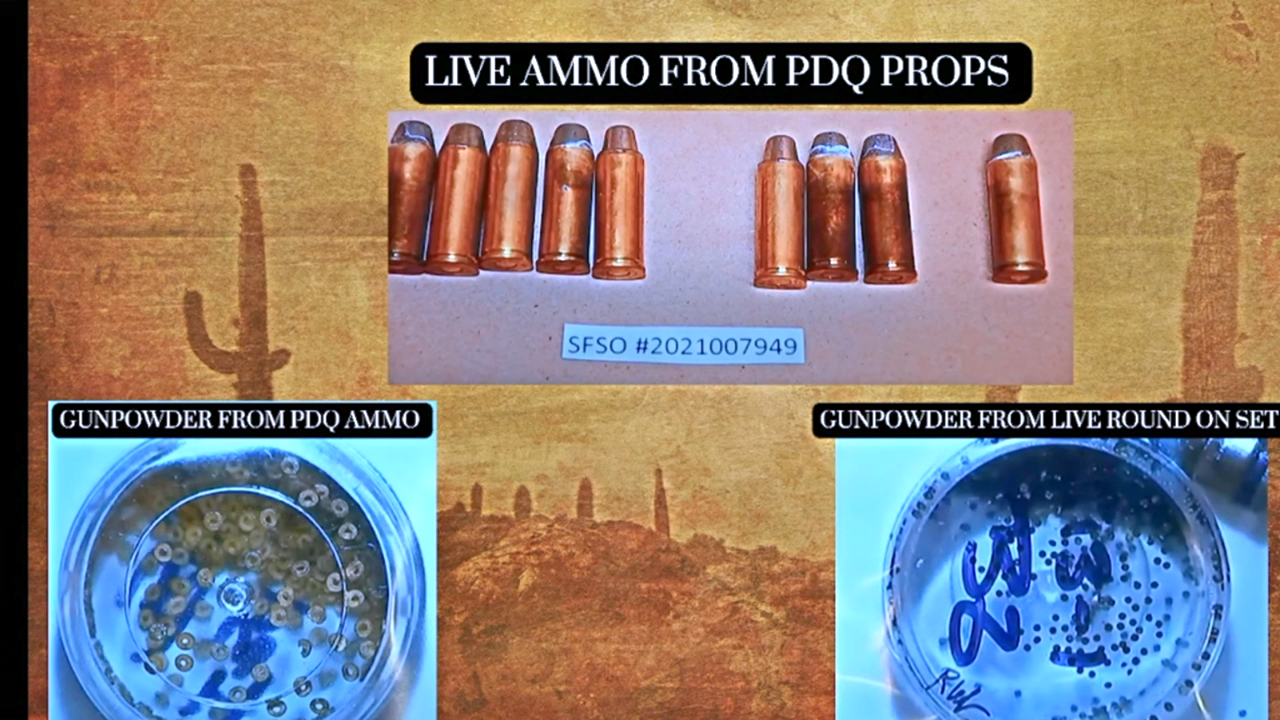 LIVE AMMO FROM PDQ PROPS
SFSO #2021007949
GUNPOWDER FROM PDQ AMMO
GUNPOWDER FROM LIVE ROUND ON SET